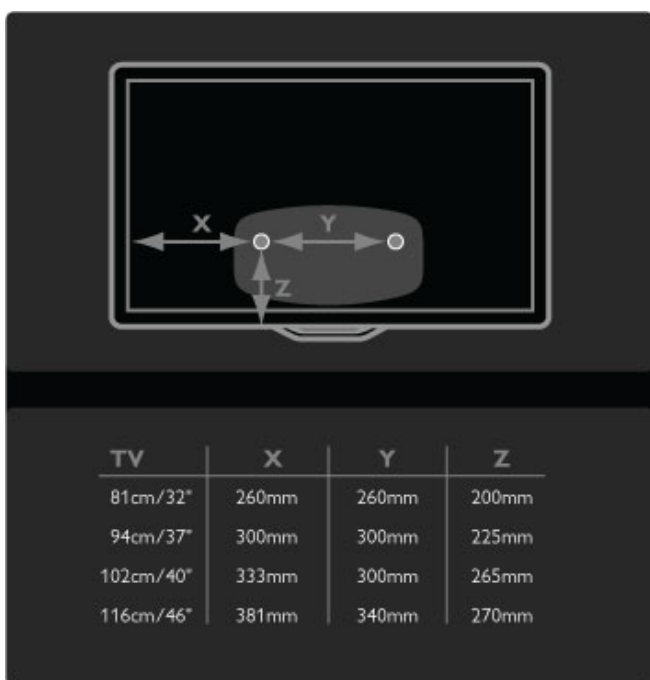 X Y
Z
TV X Y Z
81cm/32" 260mm 260mm 200mm
94cm/37" 300mm 300mm 225mm
102cm/40" 333mm 300mm 265mm
116cm/46" 381mm 340mm 270mm